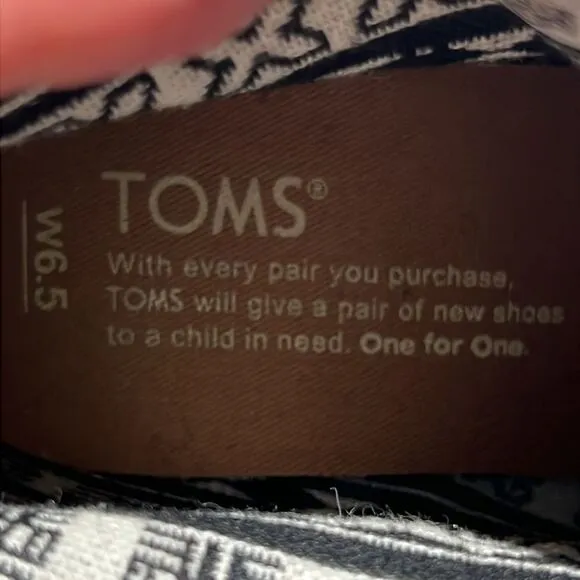 TOMS®
W6.5
With every pair you purchase,
TOMS will give a pair of new shoes
to a child in need. One for One.